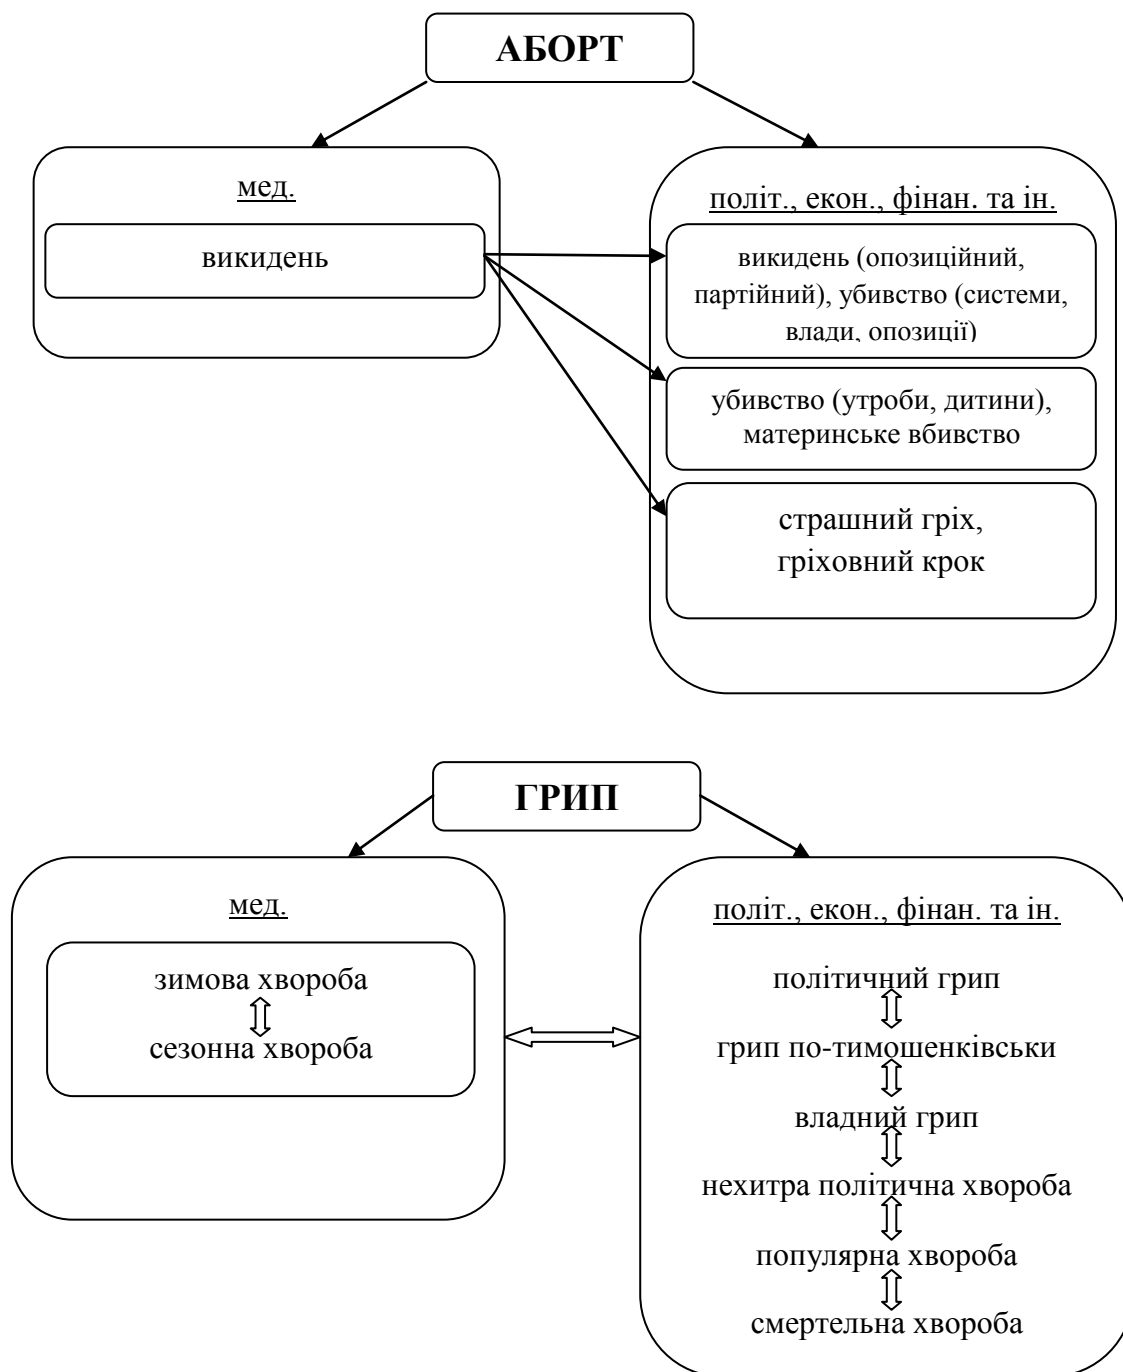 АБОРТ
мед.
викидень
політ., екон., фінан. та ін.
викидень (опозиційний,
партійний), убивство (системи,
влади, опозиції)
убивство (утроби, дитини),
материнське вбивство
страшний гріх,
гріховний крок
ГРИП
мед.
зимова хвороба
сезонна хвороба
політ., екон., фінан. та ін.
політичний грип
грип по-тимошенківськи
владний грип
нехитра політична хвороба
популярна хвороба
смертельна хвороба